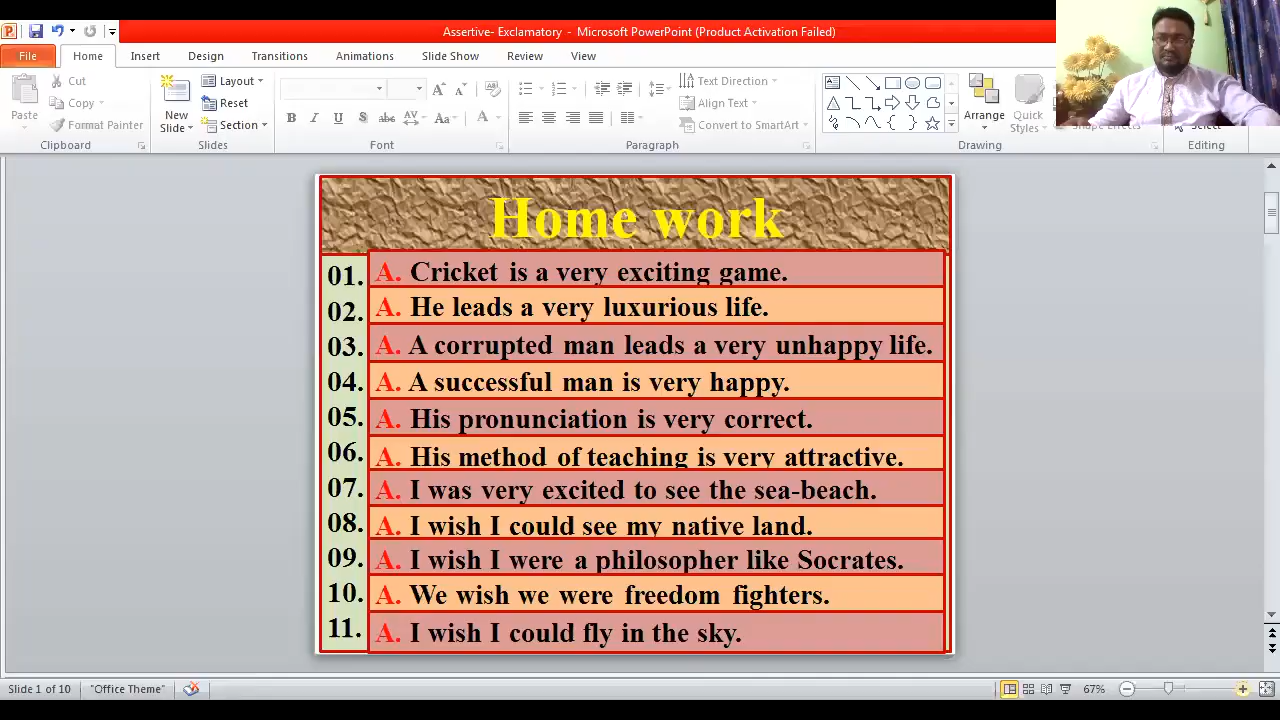 Assertive- Exclamatory - Microsoft PowerPoint (Product Activation Failed)
File Home Insert Design Transitions Animations Slide Show Review View
Paste
Cut
Copy
Format Painter
Clipboard
New Slide
Layout
Reset
Section
Slides
Font
Text Direction
Align Text
Convert to SmartArt
Paragraph
Arrange
Quick Styles
Drawing
Select
Editing
Home work
01. A. Cricket is a very exciting game.
02. A. He leads a very luxurious life.
03. A. A corrupted man leads a very unhappy life.
04. A. A successful man is very happy.
05. A. His pronunciation is very correct.
06. A. His method of teaching is very attractive.
07. A. I was very excited to see the sea-beach.
08. A. I wish I could see my native land.
09. A. I wish I were a philosopher like Socrates.
10. A. We wish we were freedom fighters.
11. A. I wish I could fly in the sky.
Slide 1 of 10 "Office Theme" 67%